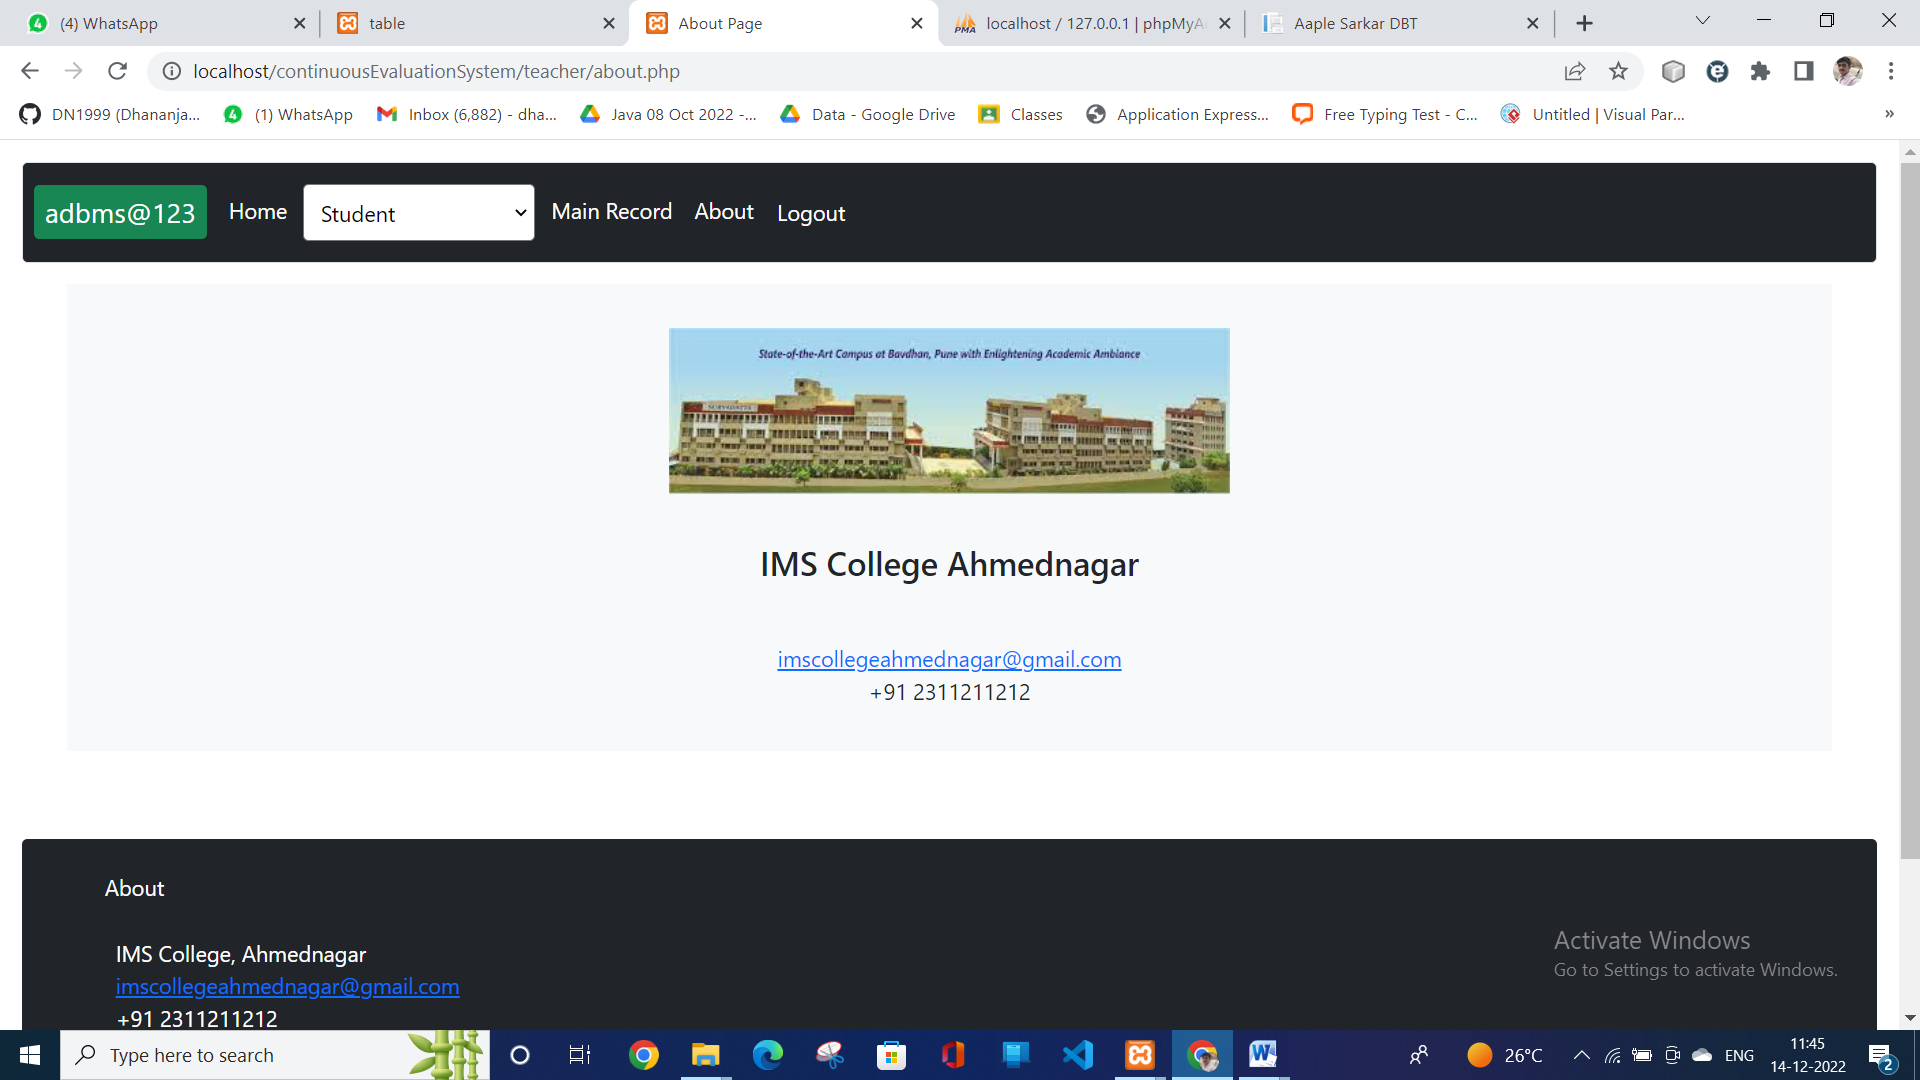 (4) WhatsApp
table
About Page
localhost / 127.0.0.1 | phpMyA
Aaple Sarkar DBT
localhost/continuousEvaluationSystem/teacher/about.php
DN1999 (Dhananja...
(1) WhatsApp
Inbox (6,882) - dha...
Java 08 Oct 2022 -...
Data - Google Drive
Classes
Application Express...
Free Typing Test - C...
Untitled | Visual Par...
»
adbms@123
Home
Student
Main Record
About
Logout
State-of-the-Art Campus at Bavdhan, Pune with Enlightening Academic Ambiance
SURYADATTA
IMS College Ahmednagar
imscollegeahmednagar@gmail.com
+91 2311211212
About
IMS College, Ahmednagar
imscollegeahmednagar@gmail.com
+91 2311211212
Activate Windows
Go to Settings to activate Windows.
Type here to search
26°C
ENG
11:45
14-12-2022
2